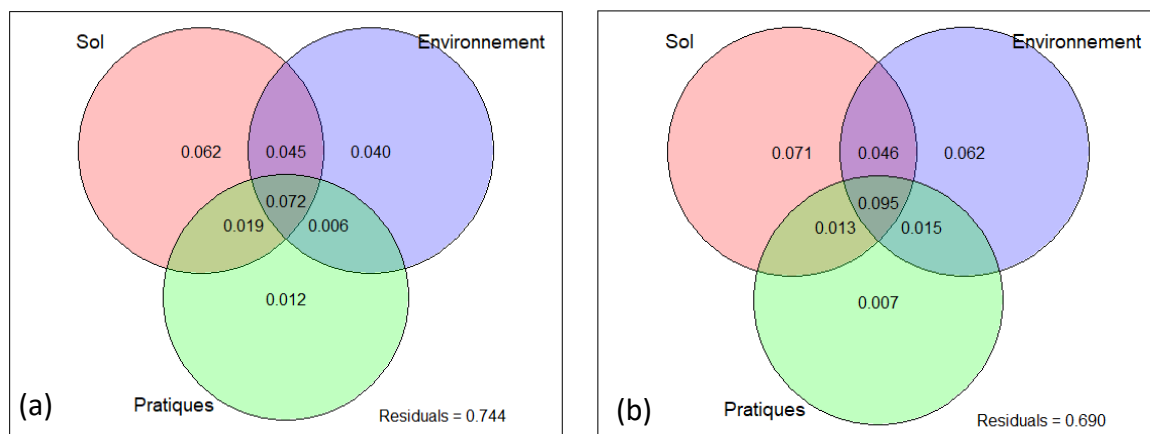 Sol
Environnement
0.062
0.045
0.040
0.072
0.019
0.006
0.012
Pratiques
Residuals = 0.744
(a)
Sol
Environnement
0.071
0.046
0.062
0.095
0.013
0.015
0.007
Pratiques
Residuals = 0.690
(b)